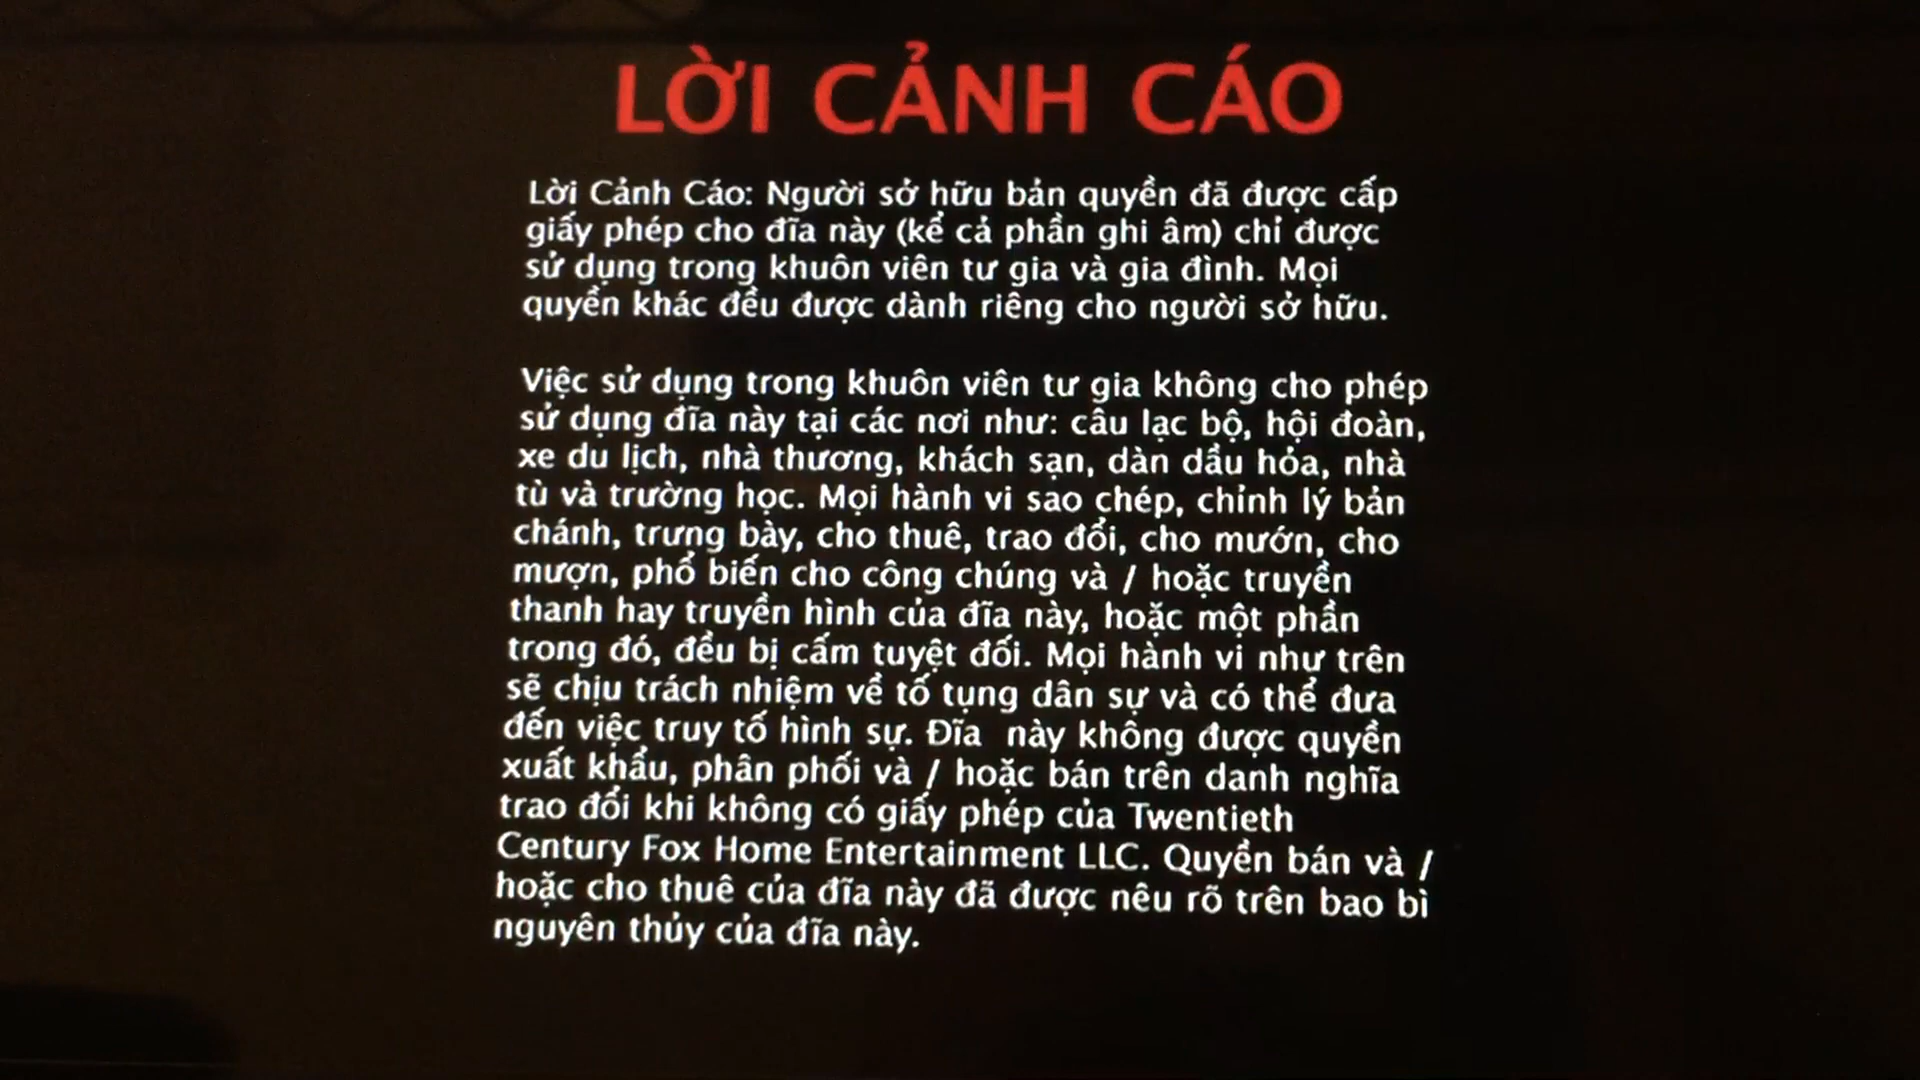 LỜI CẢNH CÁO
Lời Cảnh Cáo: Người sở hữu bản quyền đã được cấp
giấy phép cho đĩa này (kể cả phần ghi âm) chỉ được
sử dụng trong khuôn viên tư gia và gia đình. Mọi
quyền khác đều được dành riêng cho người sở hữu.
Việc sử dụng trong khuôn viên tư gia không cho phép
sử dụng đĩa này tại các nơi như: câu lạc bộ, hội đoàn,
xe du lịch, nhà thương, khách sạn, dàn dầu hỏa, nhà
tù và trường học. Mọi hành vi sao chép, chỉnh lý bản
chánh, trưng bày, cho thuê, trao đổi, cho mướn, cho
mượn, phổ biến cho công chúng và / hoặc truyền
thanh hay truyền hình của đĩa này, hoặc một phần
trong đó, đều bị cấm tuyệt đối. Mọi hành vi như trên
sẽ chịu trách nhiệm về tố tụng dân sự và có thể đưa
đến việc truy tố hình sự. Đĩa  này không được quyền
xuất khẩu, phân phối và / hoặc bán trên danh nghĩa
trao đổi khi không có giấy phép của Twentieth
Century Fox Home Entertainment LLC. Quyền bán và /
hoặc cho thuê của đĩa này đã được nêu rõ trên bao bì
nguyên thủy của đĩa này.